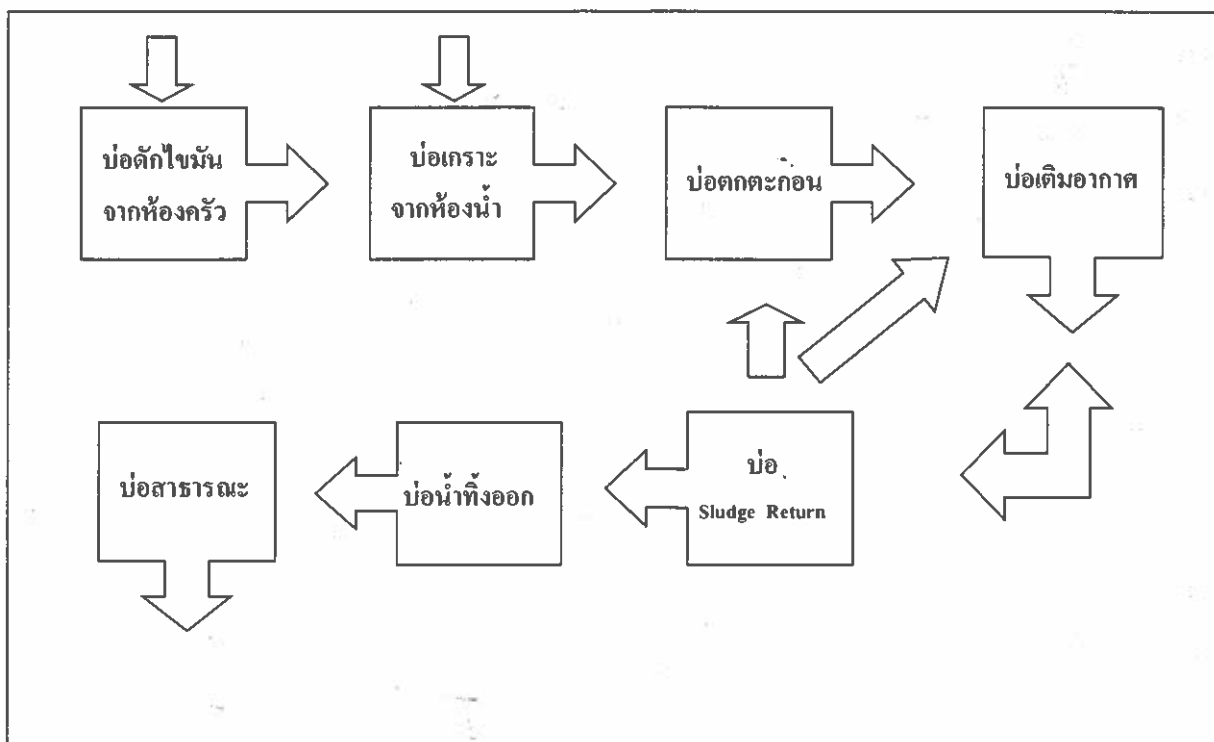 บ่อดักไขมัน
จากห้องครัว
บ่อเกราะ
จากห้องน้ำ
บ่อตกตะก่อน
บ่อเติมอากาศ
บ่อสาธารณะ
บ่อน้ำทิ้งออก
บ่อ
Sludge Return